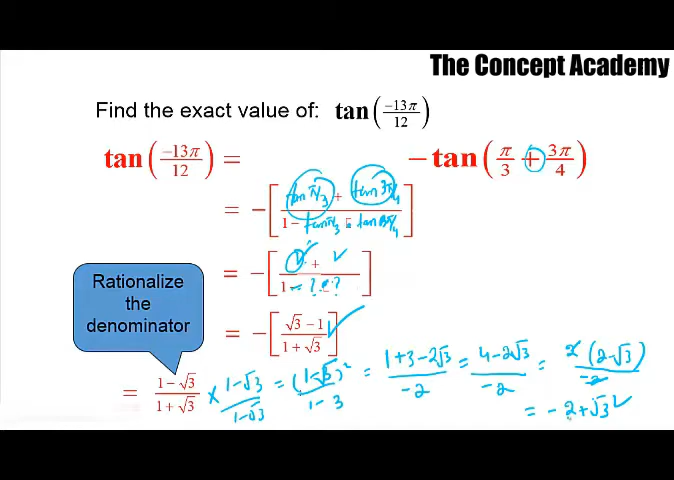 The Concept Academy
Find the exact value of: tan(−13π/12)
tan(−13π/12) = −tan(π/3 + 3π/4)
= −[(tan π/3 + tan 3π/4)/(1 − tan π/3 · tan 3π/4)]
= −[(✓ + ✓)/(1 − ? · ?)]
Rationalize
the
denominator
= −[(√3 − 1)/(1 + √3)] ✓
= (1 − √3)/(1 + √3) × (1−√3)/(1−√3) = (1−√3)²/(1−3) = (1+3−2√3)/−2 = (4−2√3)/−2 = 2(2−√3)/−2
= −2+√3 ✓